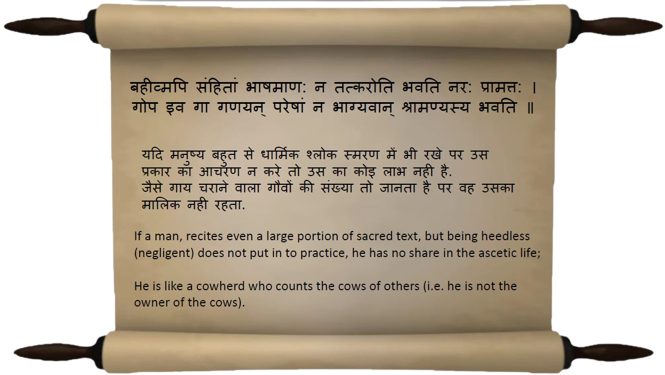 बहीव्मपि संहितां भाषमाण: न तत्करोति भवति नर: प्रामत्त: ।
गोप इव गा गणयन् परेषां न भाग्यवान् श्रामण्यस्य भवति ॥
यदि मनुष्य बहुत से धार्मिक श्लोक स्मरण में भी रखे पर उस
प्रकार का आचरण न करे तो उस का कोइ लाभ नही है.
जैसे गाय चराने वाला गौवों की संख्या तो जानता है पर वह उसका
मालिक नही रहता.
If a man, recites even a large portion of sacred text, but being heedless
(negligent) does not put in to practice, he has no share in the ascetic life;
He is like a cowherd who counts the cows of others (i.e. he is not the
owner of the cows).